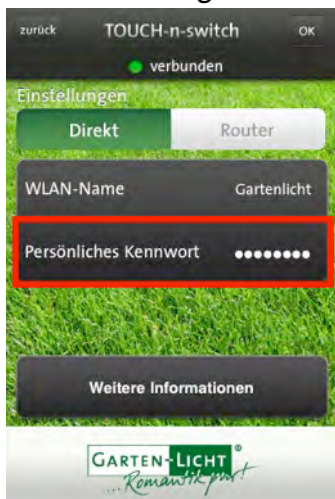 zurück TOUCH-n-switch OK
verbunden
Einstellungen
Direkt Router
WLAN-Name Gartenlicht
Persönliches Kennwort ••••••••
Weitere Informationen
GARTEN-LICHT®
...Romantik pur!